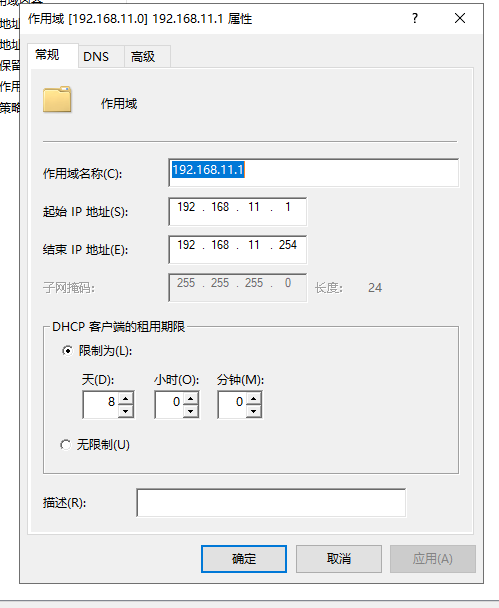 作用域 [192.168.11.0] 192.168.11.1 属性
? ×
地址
地址
保留
作用
策略
常规 DNS 高级
作用域
作用域名称(C): 192.168.11.1
起始 IP 地址(S): 192 . 168 . 11 . 1
结束 IP 地址(E): 192 . 168 . 11 . 254
子网掩码: 255 . 255 . 255 . 0 长度: 24
DHCP 客户端的租用期限
限制为(L):
天(D): 小时(O): 分钟(M):
8 0 0
无限制(U)
描述(R):
确定 取消 应用(A)